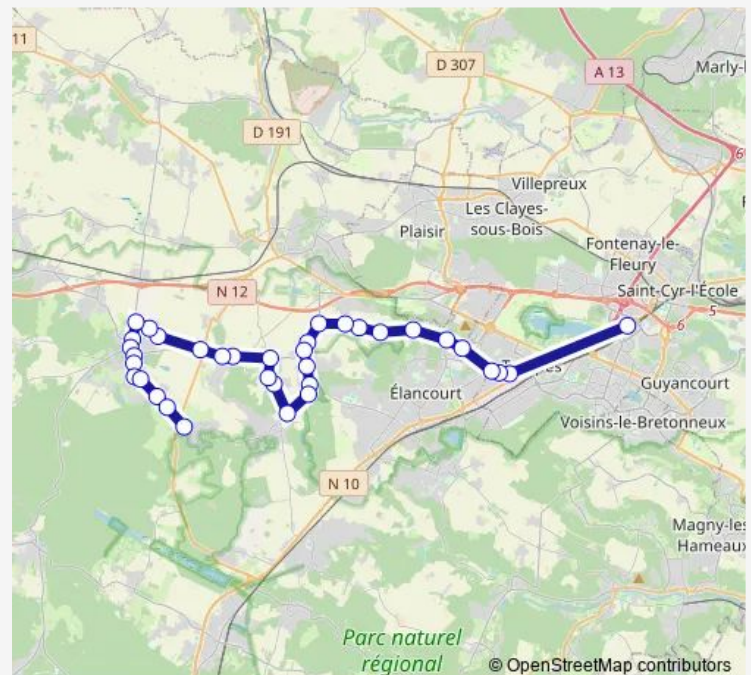 11
D 307
A 13
Marly-l
D 191
6
Villepreux
Les Clayes-
sous-Bois
Plaisir
Fontenay-le-
Fleury
N 12
Saint-Cyr-l'École
5
6
Élancourt
Guyancourt
Voisins-le-Bretonneux
N 10
Magny-les
Hameaux
Parc naturel
régional
© OpenStreetMap contributors